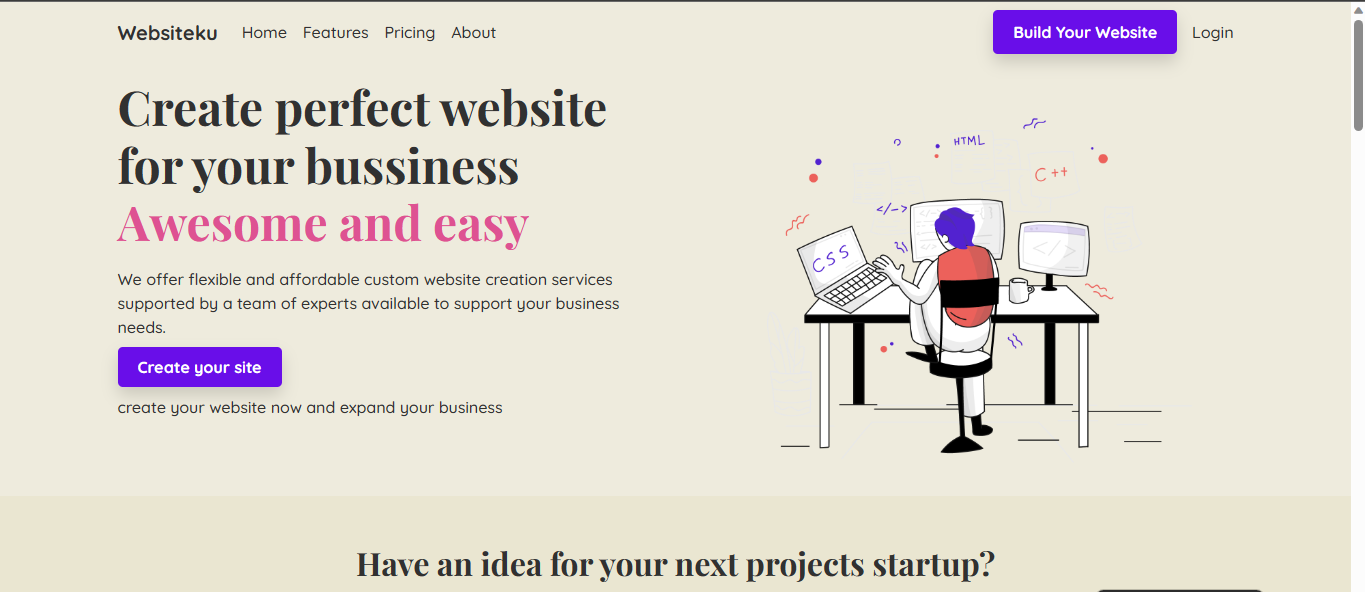 Websiteku Home Features Pricing About Build Your Website Login
Create perfect website
for your bussiness
Awesome and easy
We offer flexible and affordable custom website creation services
supported by a team of experts available to support your business
needs.
Create your site
create your website now and expand your business
HTML
C++
</->
CSS
</>
Have an idea for your next projects startup?